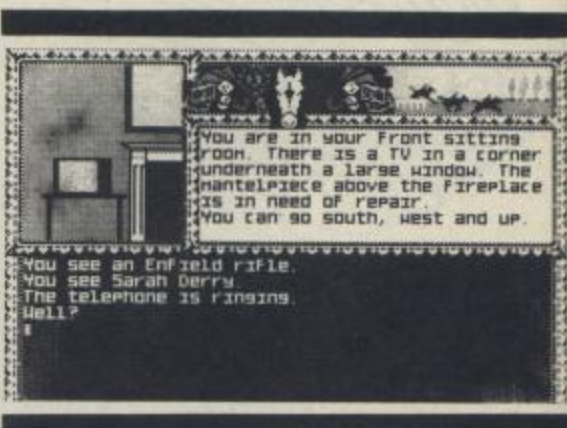 You are in your front sitting
room. There is a TV in a corner
underneath a large window. The
mantelpiece above the fireplace
is in need of repair.
You can go south, west and up.
You see an Enfield rifle.
You see Sarah Derry.
The telephone is ringing.
Well?